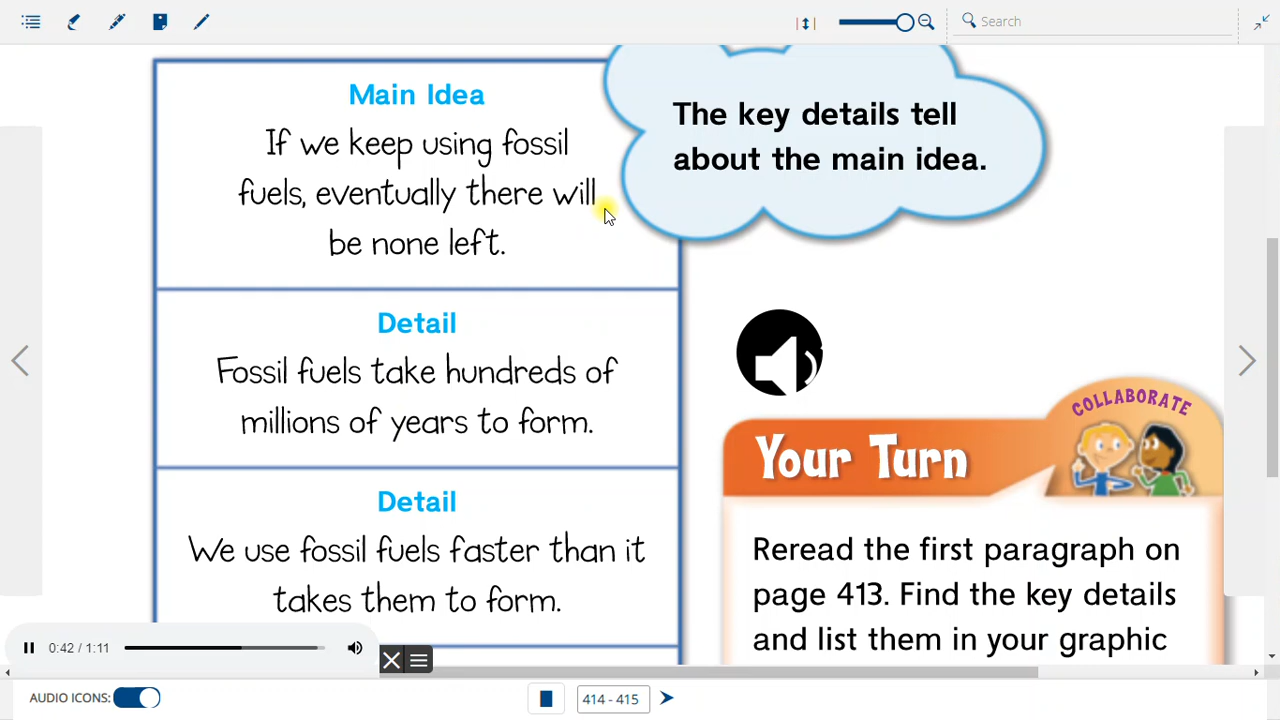 Search
Main Idea
If we keep using fossil
fuels, eventually there will
be none left.
The key details tell
about the main idea.
Detail
Fossil fuels take hundreds of
millions of years to form.
Detail
We use fossil fuels faster than it
takes them to form.
COLLABORATE
Your Turn
Reread the first paragraph on
page 413. Find the key details
and list them in your graphic
0:42 / 1:11
AUDIO ICONS:
414 - 415